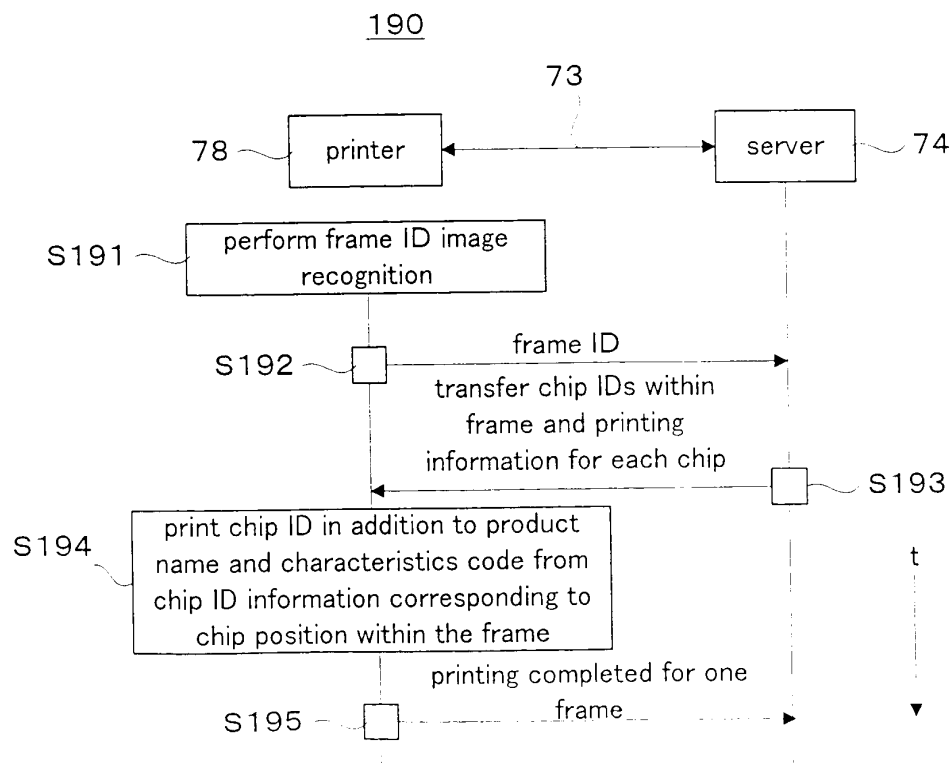 190
73
78
printer
server
74
S191
perform frame ID image
recognition
S192
frame ID
transfer chip IDs within
frame and printing
information for each chip
S193
S194
print chip ID in addition to product
name and characteristics code from
chip ID information corresponding to
chip position within the frame
t
printing completed for one
frame
S195